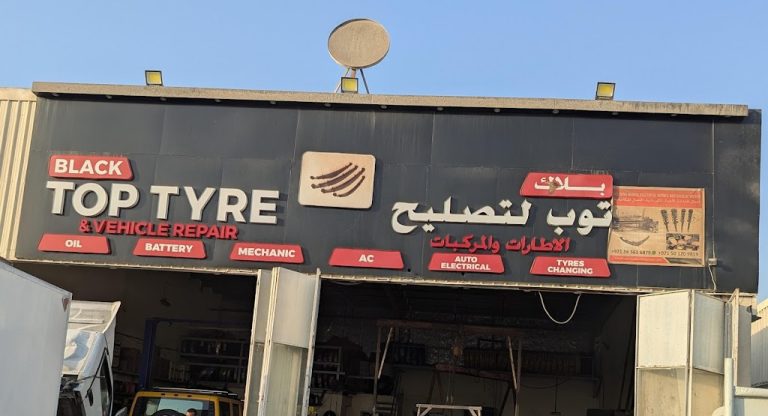 BLACK
TOP TYRE
& VEHICLE REPAIR
بلاك
توب لتصليح
الاطارات والمركبات
OIL
BATTERY
MECHANIC
AC
AUTO ELECTRICAL
TYRES CHANGING